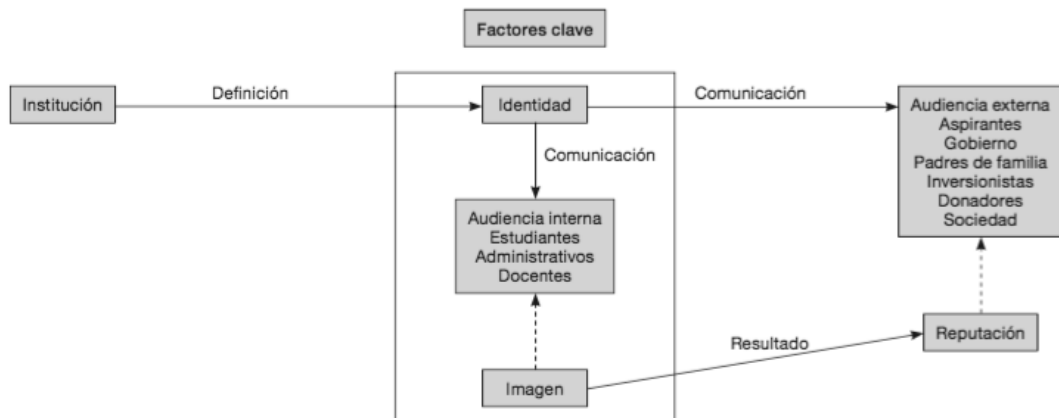 Factores clave
Institución
Definición
Identidad
Comunicación
Audiencia externa
Aspirantes
Gobierno
Padres de familia
Inversionistas
Donadores
Sociedad
Comunicación
Audiencia interna
Estudiantes
Administrativos
Docentes
Imagen
Resultado
Reputación